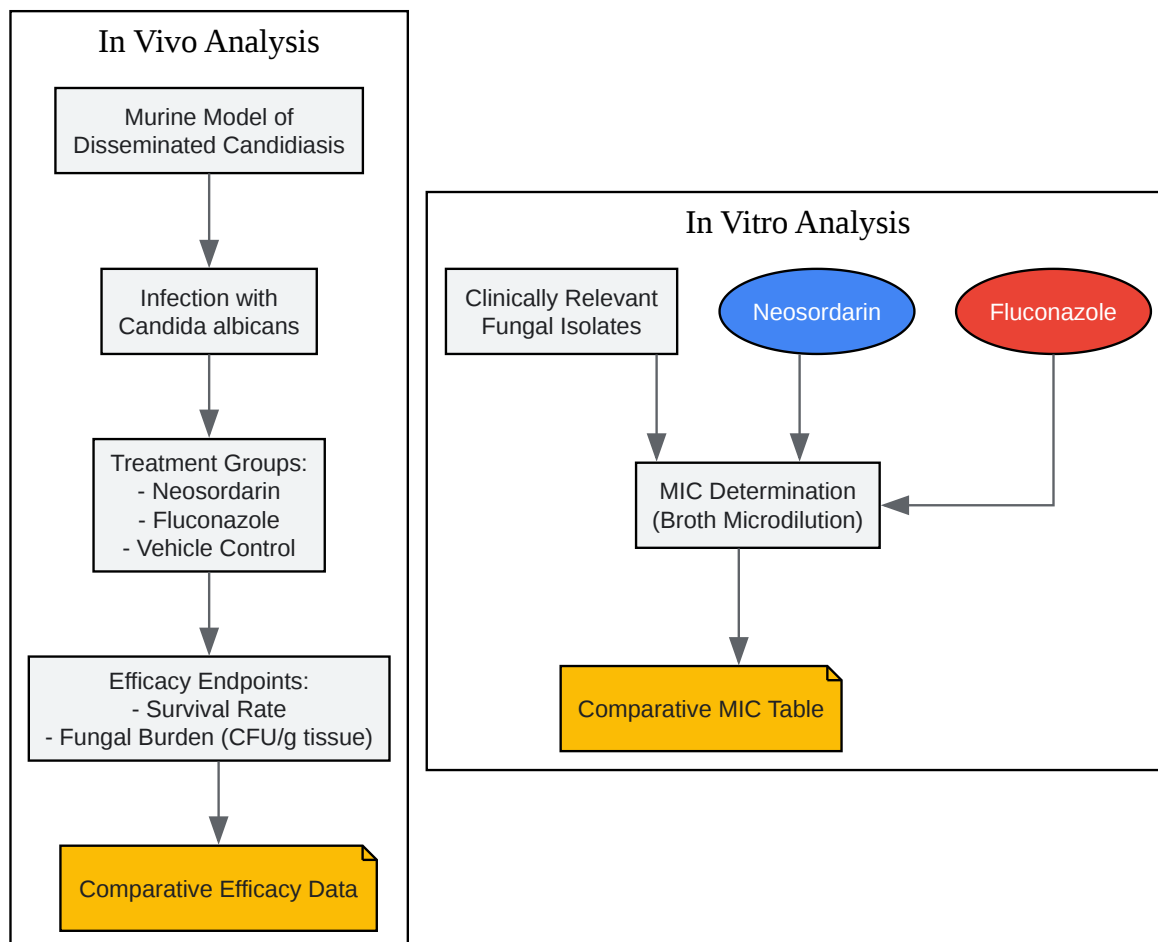 In Vivo Analysis
Murine Model of
Disseminated Candidiasis
Infection with
Candida albicans
Treatment Groups:
- Neosordarin
- Fluconazole
- Vehicle Control
Efficacy Endpoints:
- Survival Rate
- Fungal Burden (CFU/g tissue)
Comparative Efficacy Data
In Vitro Analysis
Clinically Relevant
Fungal Isolates
Neosordarin
Fluconazole
MIC Determination
(Broth Microdilution)
Comparative MIC Table